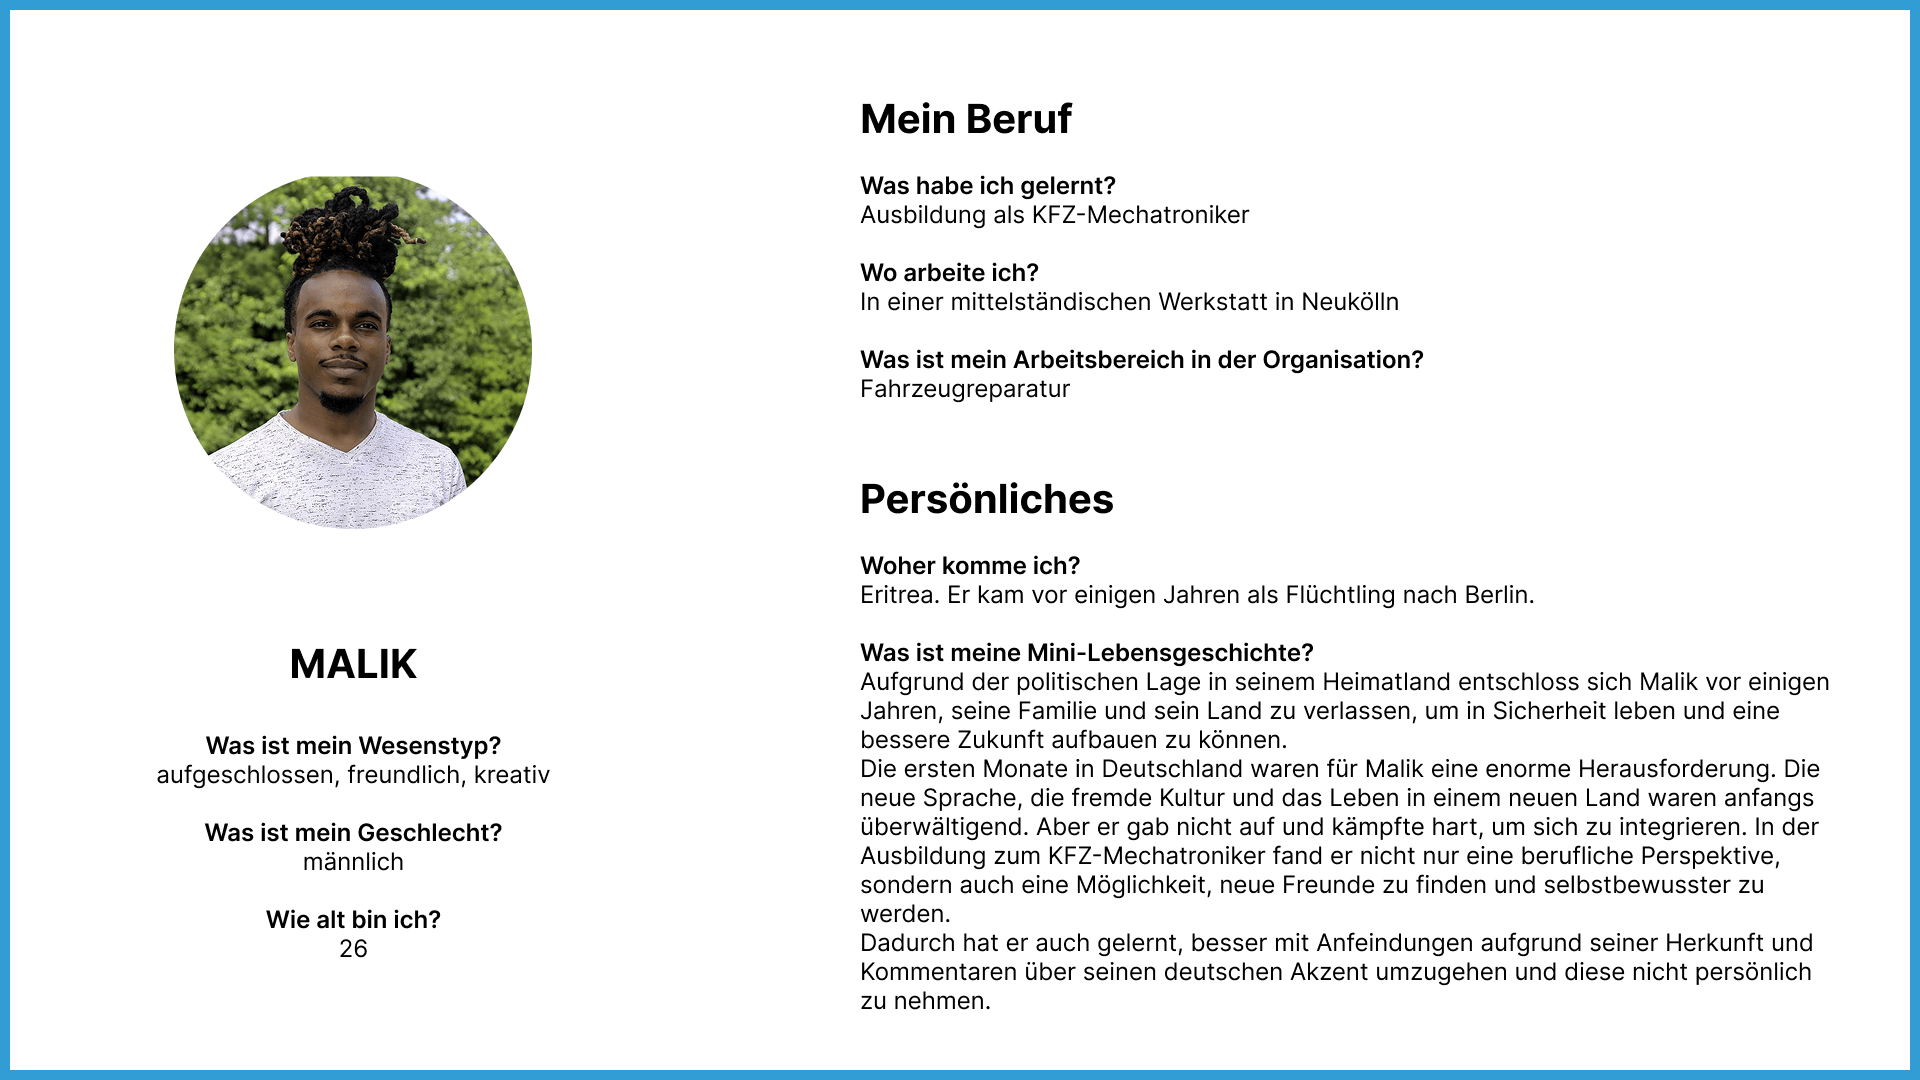 MALIK
Was ist mein Wesenstyp?
aufgeschlossen, freundlich, kreativ
Was ist mein Geschlecht?
männlich
Wie alt bin ich?
26
Mein Beruf
Was habe ich gelernt?
Ausbildung als KFZ-Mechatroniker
Wo arbeite ich?
In einer mittelständischen Werkstatt in Neukölln
Was ist mein Arbeitsbereich in der Organisation?
Fahrzeugreparatur
Persönliches
Woher komme ich?
Eritrea. Er kam vor einigen Jahren als Flüchtling nach Berlin.
Was ist meine Mini-Lebensgeschichte?
Aufgrund der politischen Lage in seinem Heimatland entschloss sich Malik vor einigen
Jahren, seine Familie und sein Land zu verlassen, um in Sicherheit leben und eine
bessere Zukunft aufbauen zu können.
Die ersten Monate in Deutschland waren für Malik eine enorme Herausforderung. Die
neue Sprache, die fremde Kultur und das Leben in einem neuen Land waren anfangs
überwältigend. Aber er gab nicht auf und kämpfte hart, um sich zu integrieren. In der
Ausbildung zum KFZ-Mechatroniker fand er nicht nur eine berufliche Perspektive,
sondern auch eine Möglichkeit, neue Freunde zu finden und selbstbewusster zu
werden.
Dadurch hat er auch gelernt, besser mit Anfeindungen aufgrund seiner Herkunft und
Kommentaren über seinen deutschen Akzent umzugehen und diese nicht persönlich
zu nehmen.